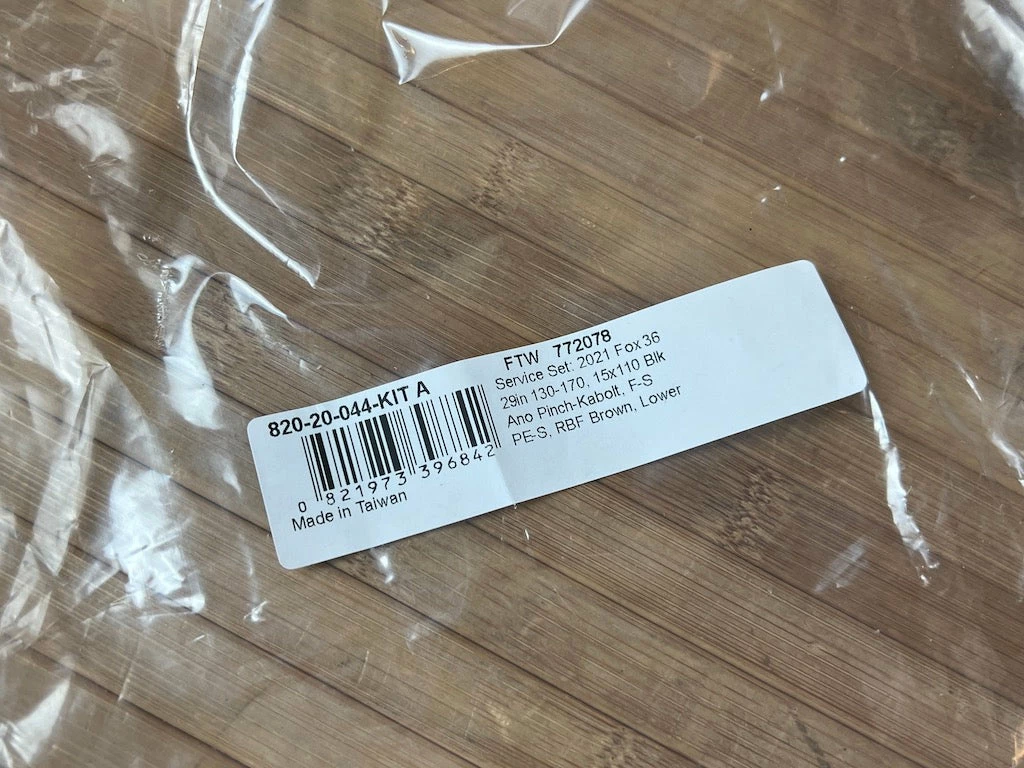 820-20-044-KIT A
0 821973 396842
Made in Taiwan
FTW 772078
Service Set: 2021 Fox 36
29in 130-170, 15x110 Blk
Ano Pinch-Kabolt, F-S
PE-S, RBF Brown, Lower